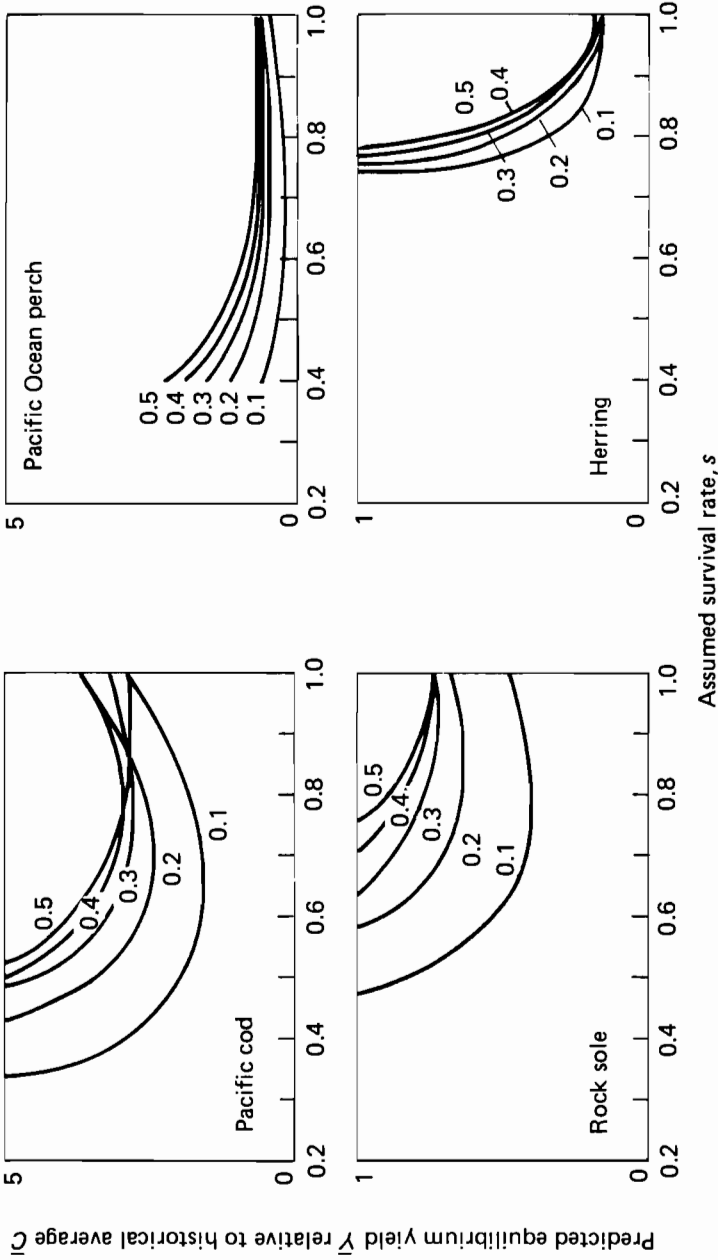 Predicted equilibrium yield Ȳ relative to historical average C̄
5
0
0.5
0.4
0.3
0.2
0.1
Pacific cod
0.2 0.4 0.6 0.8 1.0
5
0
Pacific Ocean perch
0.5
0.4
0.3
0.2
0.1
0.2 0.4 0.6 0.8 1.0
1
0
0.5
0.4
0.3
0.2
0.1
Rock sole
0.2 0.4 0.6 0.8 1.0
1
0
0.5
0.4
0.3
0.2
0.1
Herring
0.2 0.4 0.6 0.8 1.0
Assumed survival rate, s